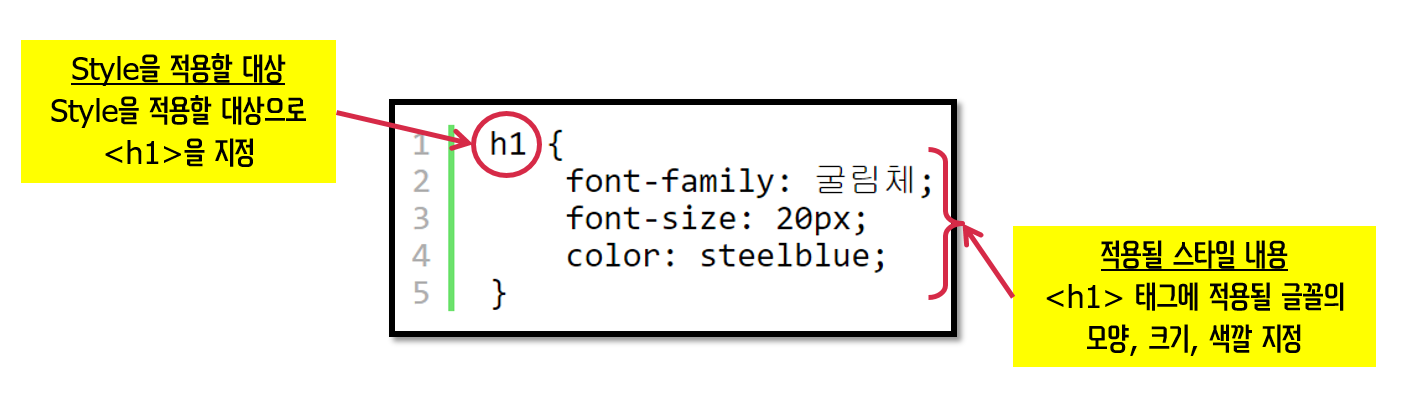 Style을 적용할 대상
Style을 적용할 대상으로
<h1>을 지정
1 h1 {
2 font-family: 굴림체;
3 font-size: 20px;
4 color: steelblue;
5 }
적용될 스타일 내용
<h1> 태그에 적용될 글꼴의
모양, 크기, 색깔 지정